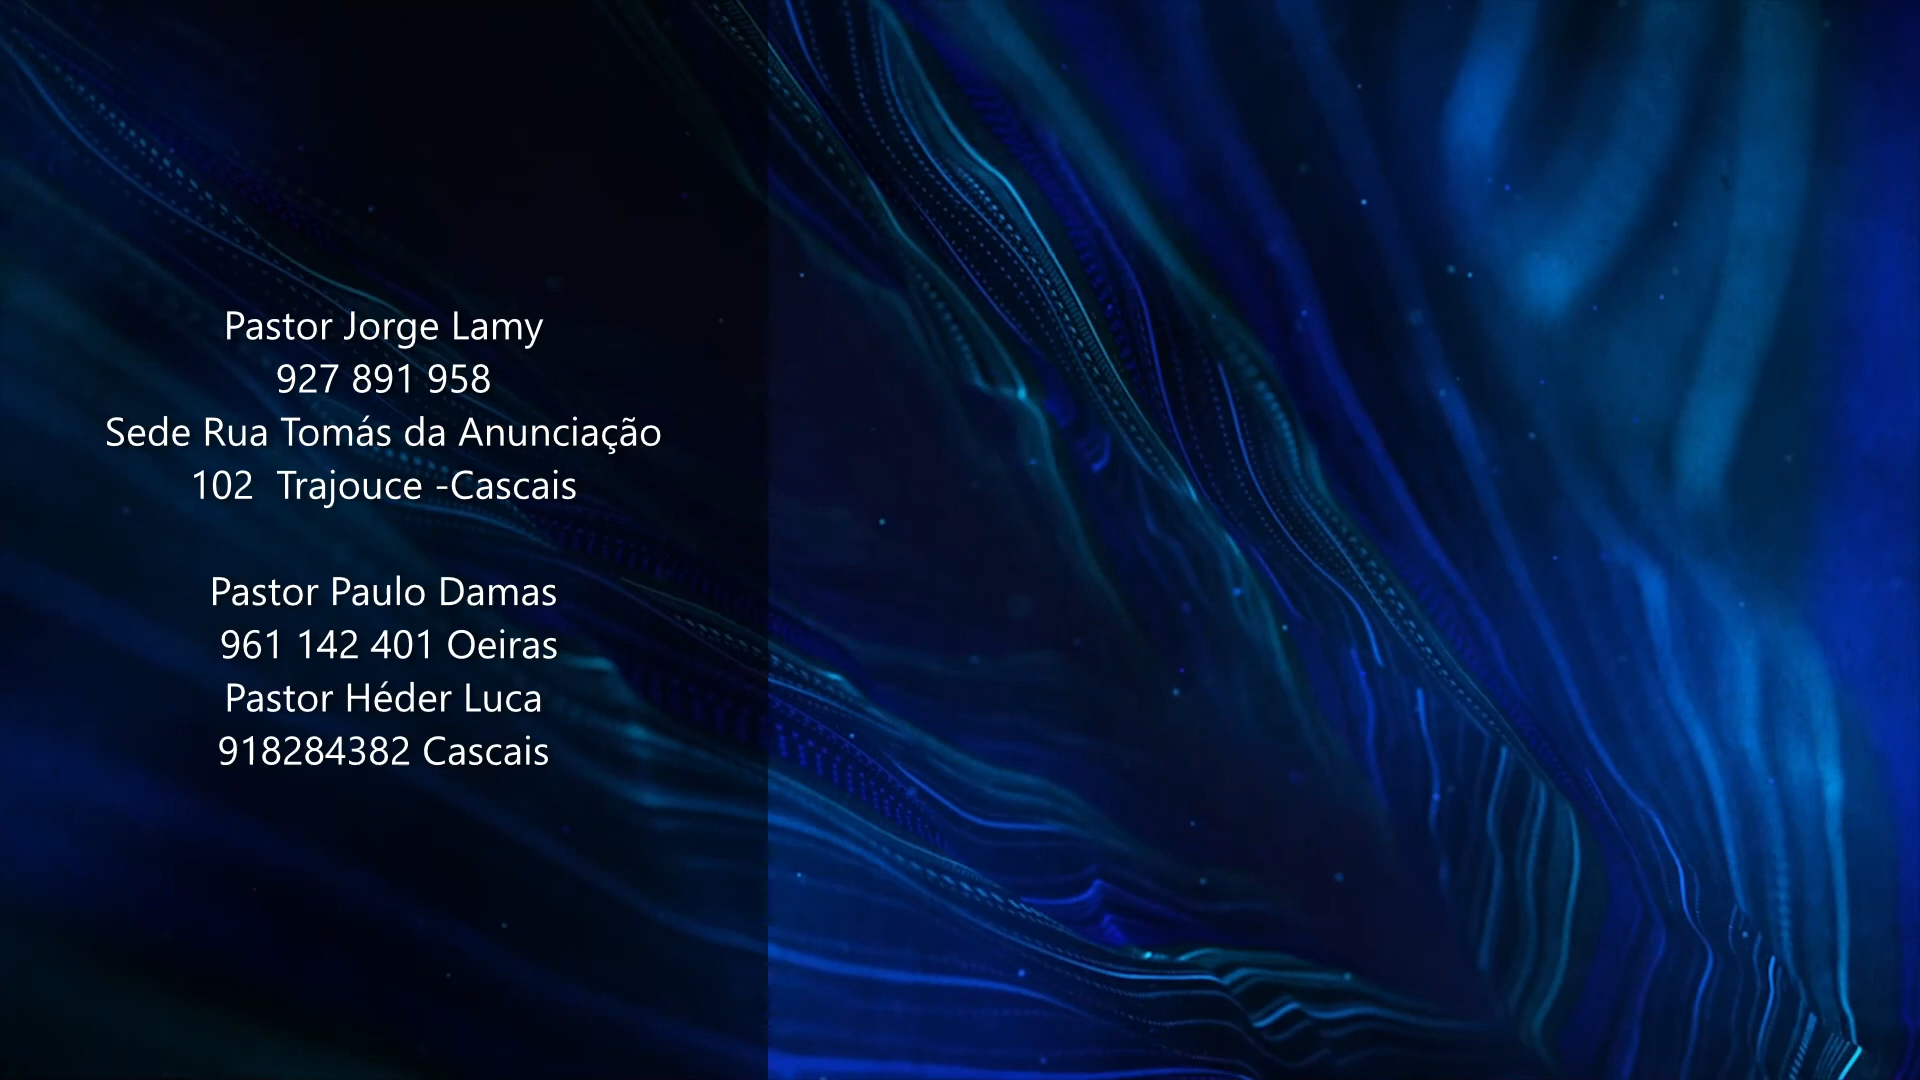 Pastor Jorge Lamy
927 891 958
Sede Rua Tomás da Anunciação
102  Trajouce -Cascais
Pastor Paulo Damas
961 142 401 Oeiras
Pastor Héder Luca
918284382 Cascais